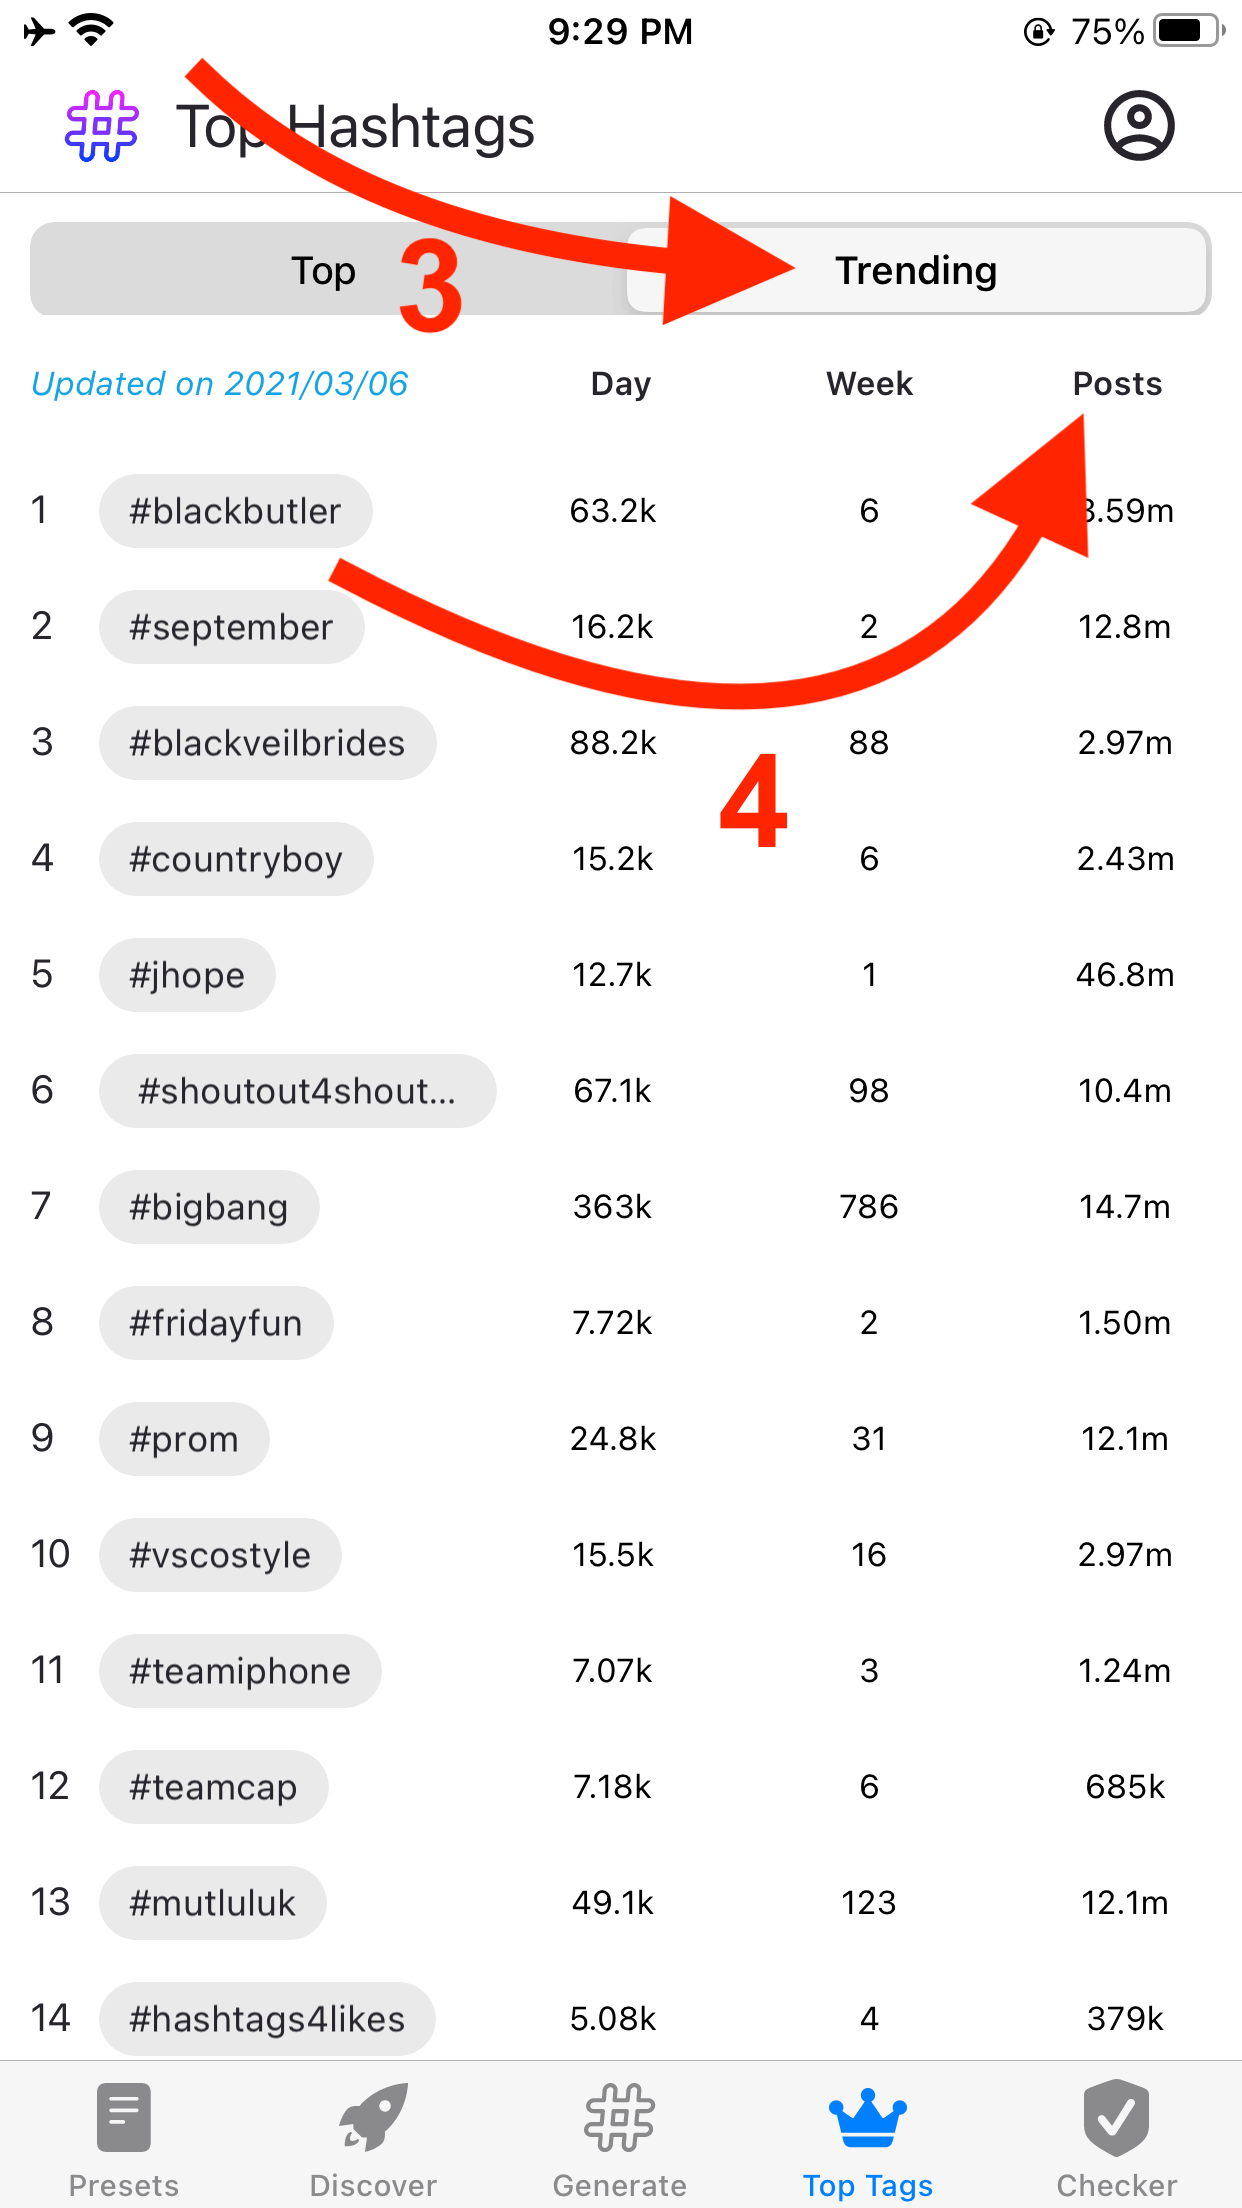 9:29 PM 75%
Top Hashtags
Top 3 Trending
Updated on 2021/03/06 Day Week Posts
1 #blackbutler 63.2k 6 .59m
2 #september 16.2k 2 12.8m
3 #blackveilbrides 88.2k 88 2.97m
4
4 #countryboy 15.2k 6 2.43m
5 #jhope 12.7k 1 46.8m
6 #shoutout4shout... 67.1k 98 10.4m
7 #bigbang 363k 786 14.7m
8 #fridayfun 7.72k 2 1.50m
9 #prom 24.8k 31 12.1m
10 #vscostyle 15.5k 16 2.97m
11 #teamiphone 7.07k 3 1.24m
12 #teamcap 7.18k 6 685k
13 #mutluluk 49.1k 123 12.1m
14 #hashtags4likes 5.08k 4 379k
Presets Discover Generate Top Tags Checker